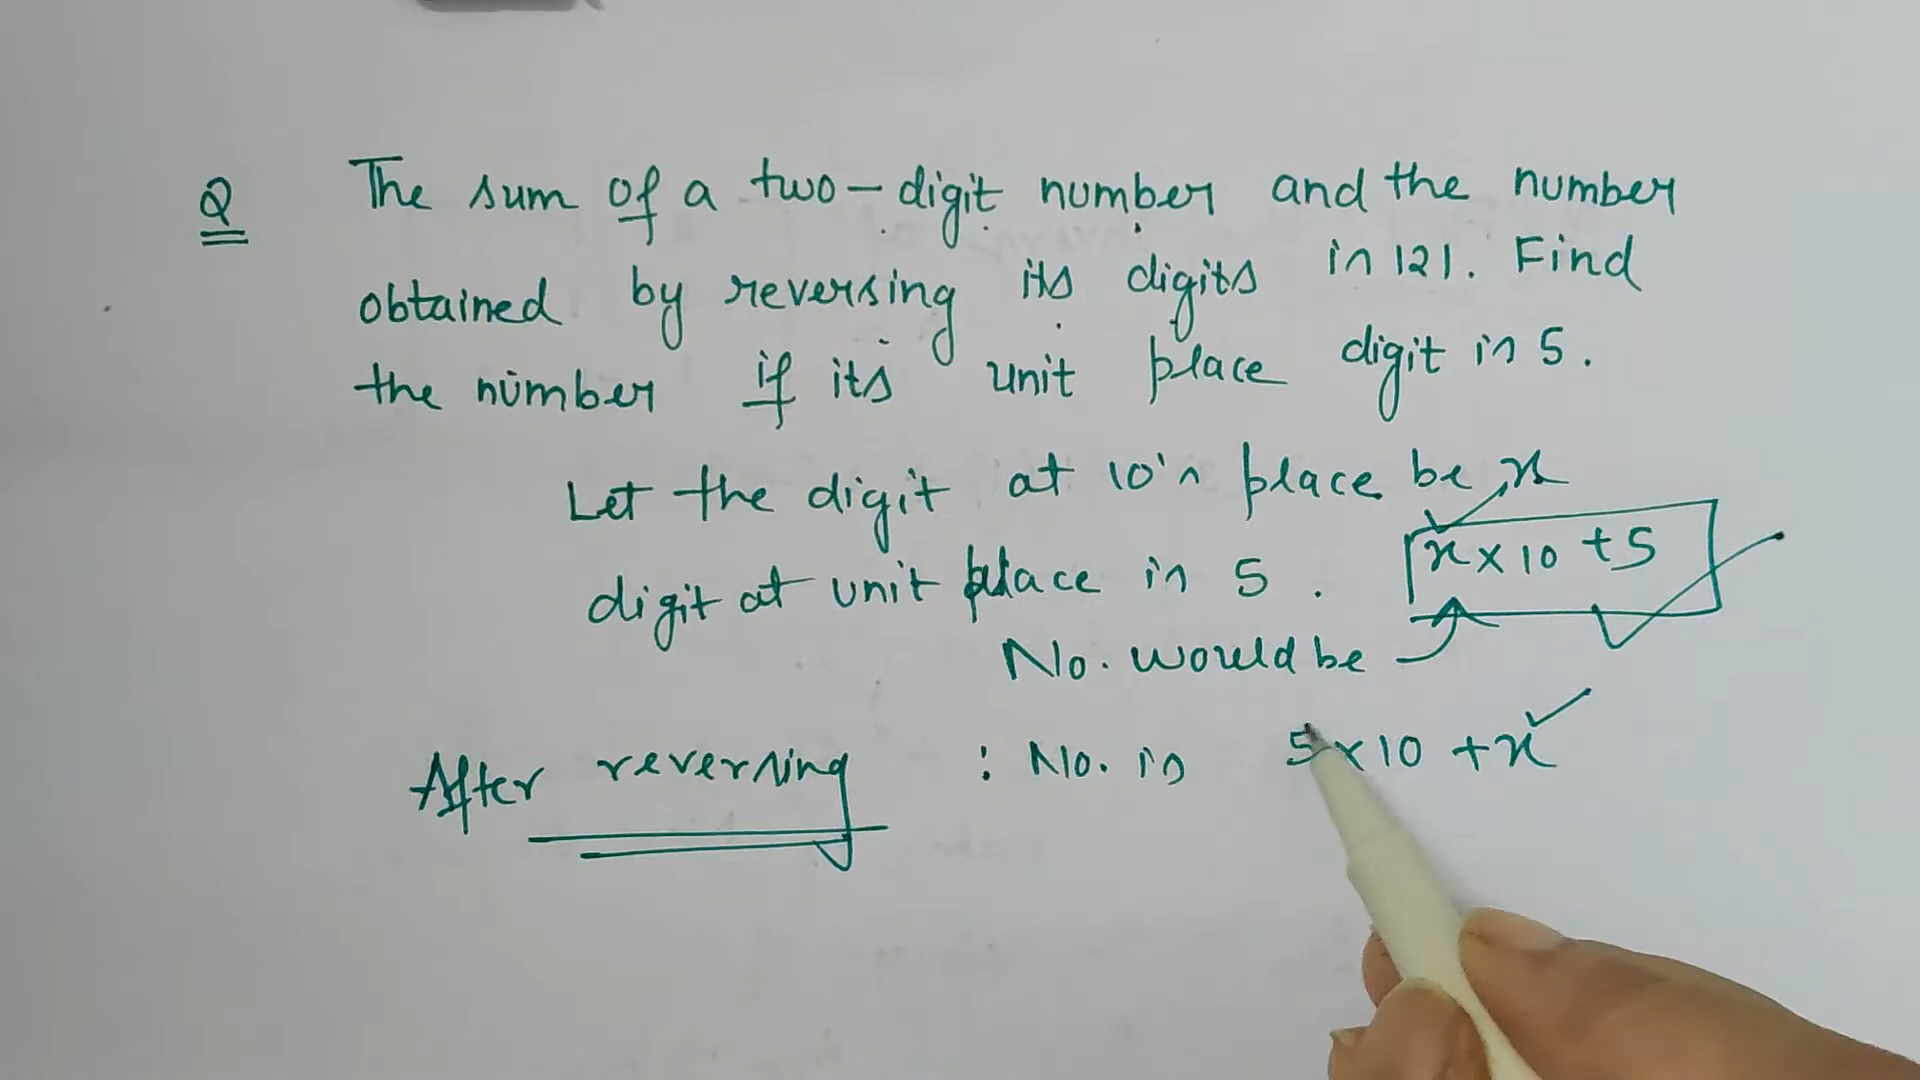 Q The sum of a two-digit number and the number
obtained by reversing its digits is 121. Find
the number if its unit place digit is 5.
Let the digit at 10's place be x
digit at unit place is 5.
x × 10 + 5
No. would be
After reversing : No. is 5 × 10 + x